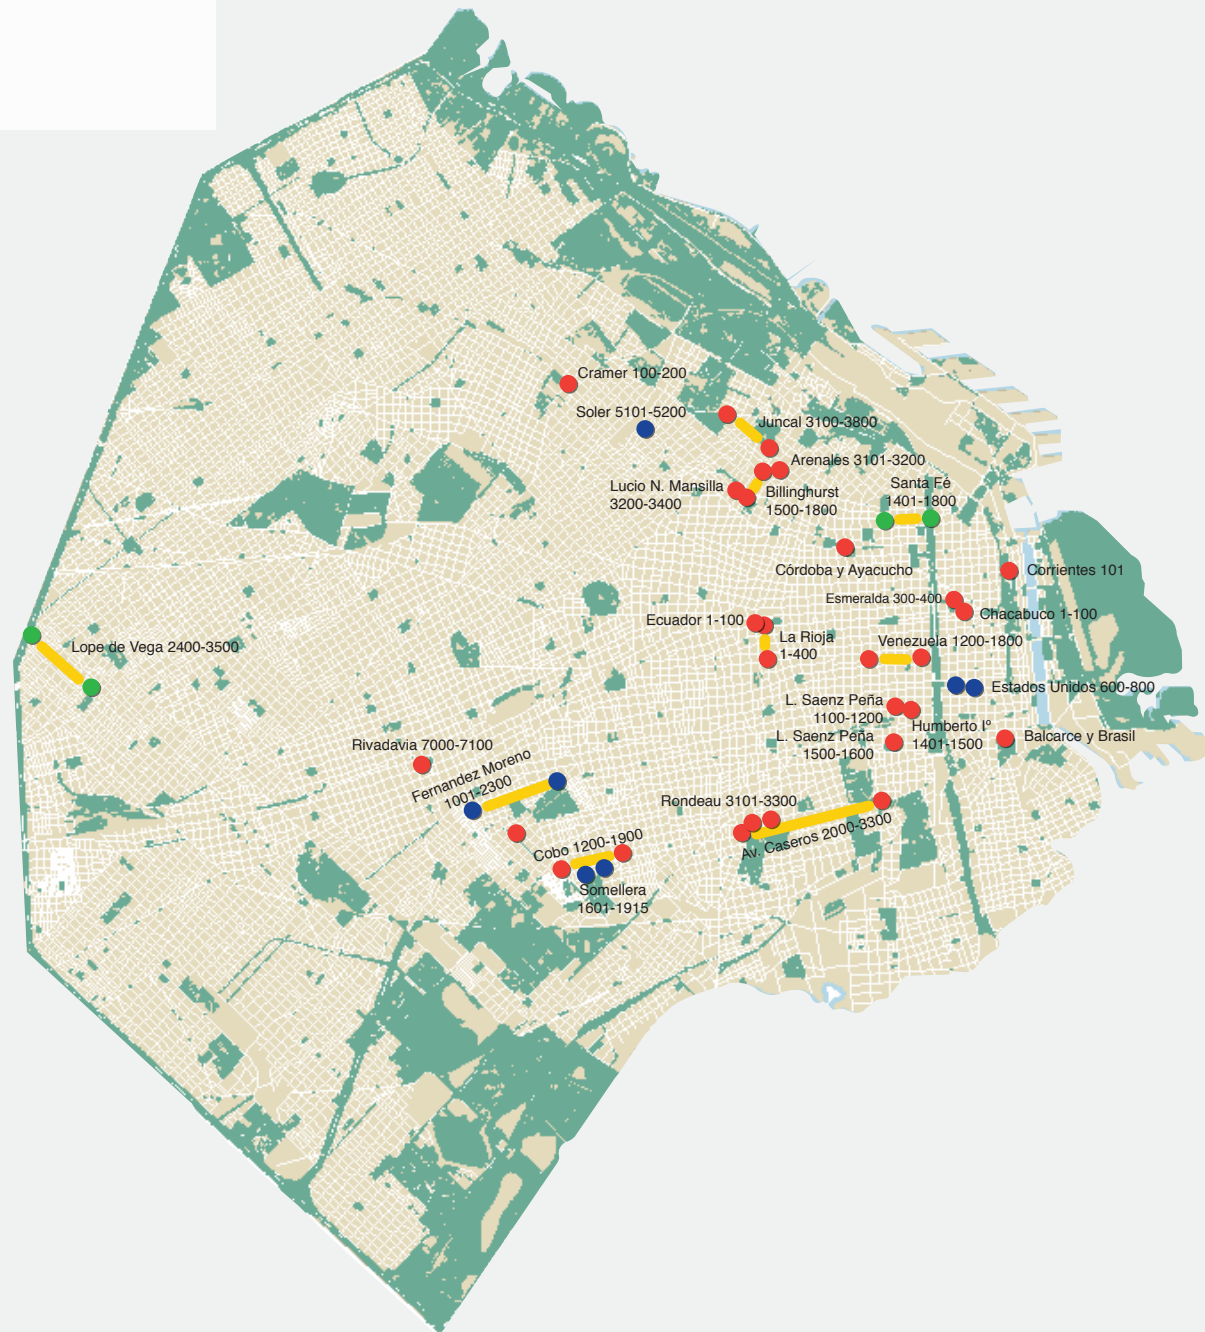 Cramer 100-200
Soler 5101-5200
Juncal 3100-3800
Arenales 3101-3200
Lucio N. Mansilla
3200-3400
Billinghurst
1500-1800
Santa Fé
1401-1800
Córdoba y Ayacucho
Corrientes 101
Esmeralda 300-400
Chacabuco 1-100
Ecuador 1-100
La Rioja
1-400
Venezuela 1200-1800
Lope de Vega 2400-3500
Estados Unidos 600-800
L. Saenz Peña
1100-1200
Humberto Iº
1401-1500
L. Saenz Peña
1500-1600
Balcarce y Brasil
Rivadavia 7000-7100
Fernandez Moreno
1001-2300
Rondeau 3101-3300
Av. Caseros 2000-3300
Cobo 1200-1900
Somellera
1601-1915